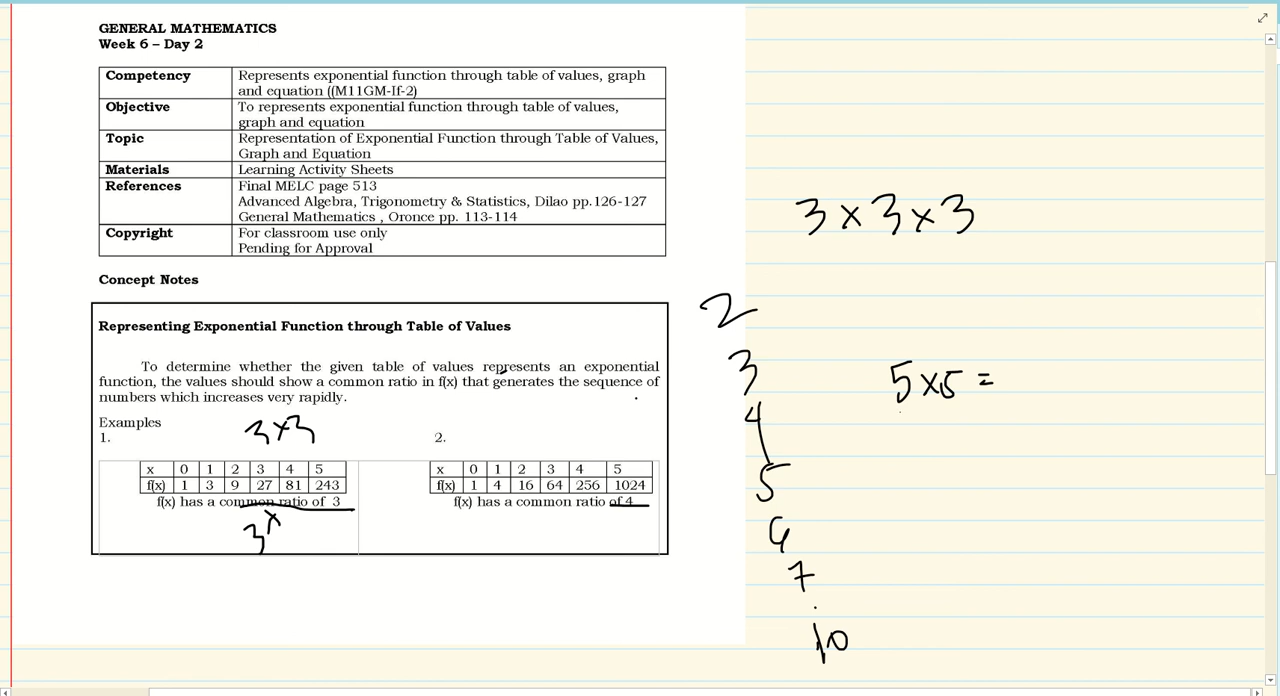 GENERAL MATHEMATICS
Week 6 – Day 2
Competency Represents exponential function through table of values, graph
and equation ((M11GM-If-2)
Objective To represents exponential function through table of values,
graph and equation
Topic Representation of Exponential Function through Table of Values,
Graph and Equation
Materials Learning Activity Sheets
References Final MELC page 513
Advanced Algebra, Trigonometry & Statistics, Dilao pp.126-127
General Mathematics , Oronce pp. 113-114
Copyright For classroom use only
Pending for Approval
Concept Notes
Representing Exponential Function through Table of Values
To determine whether the given table of values represents an exponential
function, the values should show a common ratio in f(x) that generates the sequence of
numbers which increases very rapidly.
Examples
1.
3 x 3
x 0 1 2 3 4 5
f(x) 1 3 9 27 81 243
f(x) has a common ratio of 3
3^x
2.
x 0 1 2 3 4 5
f(x) 1 4 16 64 256 1024
f(x) has a common ratio of 4
3 x 3 x 3
2
3
4
5
6
7
.
10
5 x 5 =